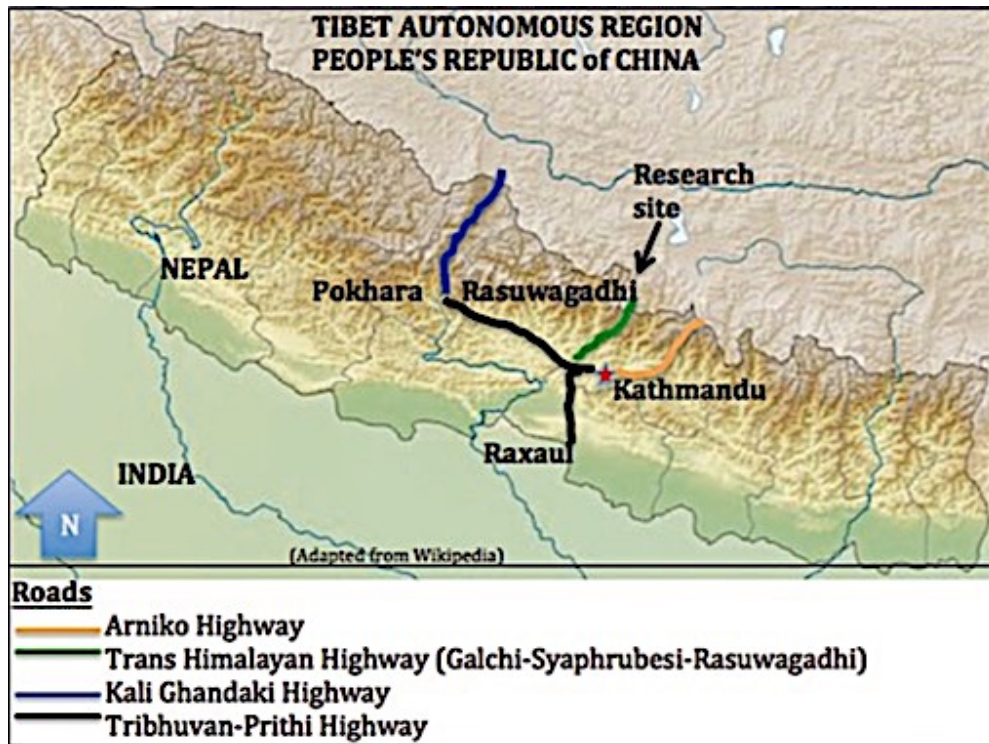 TIBET AUTONOMOUS REGION
PEOPLE'S REPUBLIC of CHINA
Research
site
NEPAL
Pokhara
Rasuwagadhi
Kathmandu
Raxaul
INDIA
N
(Adapted from Wikipedia)
Roads
Arniko Highway
Trans Himalayan Highway (Galchi-Syaphrubesi-Rasuwagadhi)
Kali Ghandaki Highway
Tribhuvan-Prithi Highway